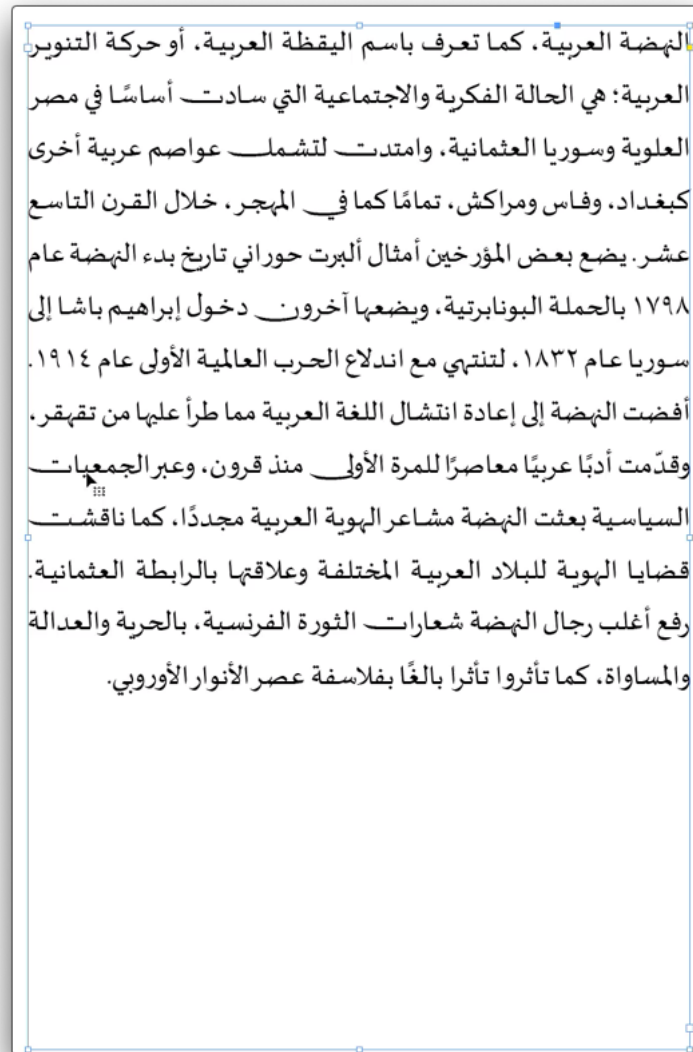 النهضة العربية، كما تعرف باسم اليقظة العربية، أو حركة التنوير
العربية؛ هي الحالة الفكرية والاجتماعية التي سادت أساسًا في مصر
العلوية وسوريا العثمانية، وامتدت لتشمل عواصم عربية أخرى
كبغداد، وفاس ومراكش، تمامًا كما في المهجر، خلال القرن التاسع
عشر. يضع بعض المؤرخين أمثال ألبرت حوراني تاريخ بدء النهضة عام
١٧٩٨ بالحملة البونابرتية، ويضعها آخرون دخول إبراهيم باشا إلى
سوريا عام ١٨٣٢، لتنتهي مع اندلاع الحرب العالمية الأولى عام ١٩١٤.
أفضت النهضة إلى إعادة انتشال اللغة العربية مما طرأ عليها من تقهقر،
وقدّمت أدبًا عربيًا معاصرًا للمرة الأولى منذ قرون، وعبر الجمعيات
السياسية بعثت النهضة مشاعر الهوية العربية مجددًا، كما ناقشت
قضايا الهوية للبلاد العربية المختلفة وعلاقتها بالرابطة العثمانية.
رفع أغلب رجال النهضة شعارات الثورة الفرنسية، بالحرية والعدالة
والمساواة، كما تأثروا تأثرا بالغًا بفلاسفة عصر الأنوار الأوروبي.